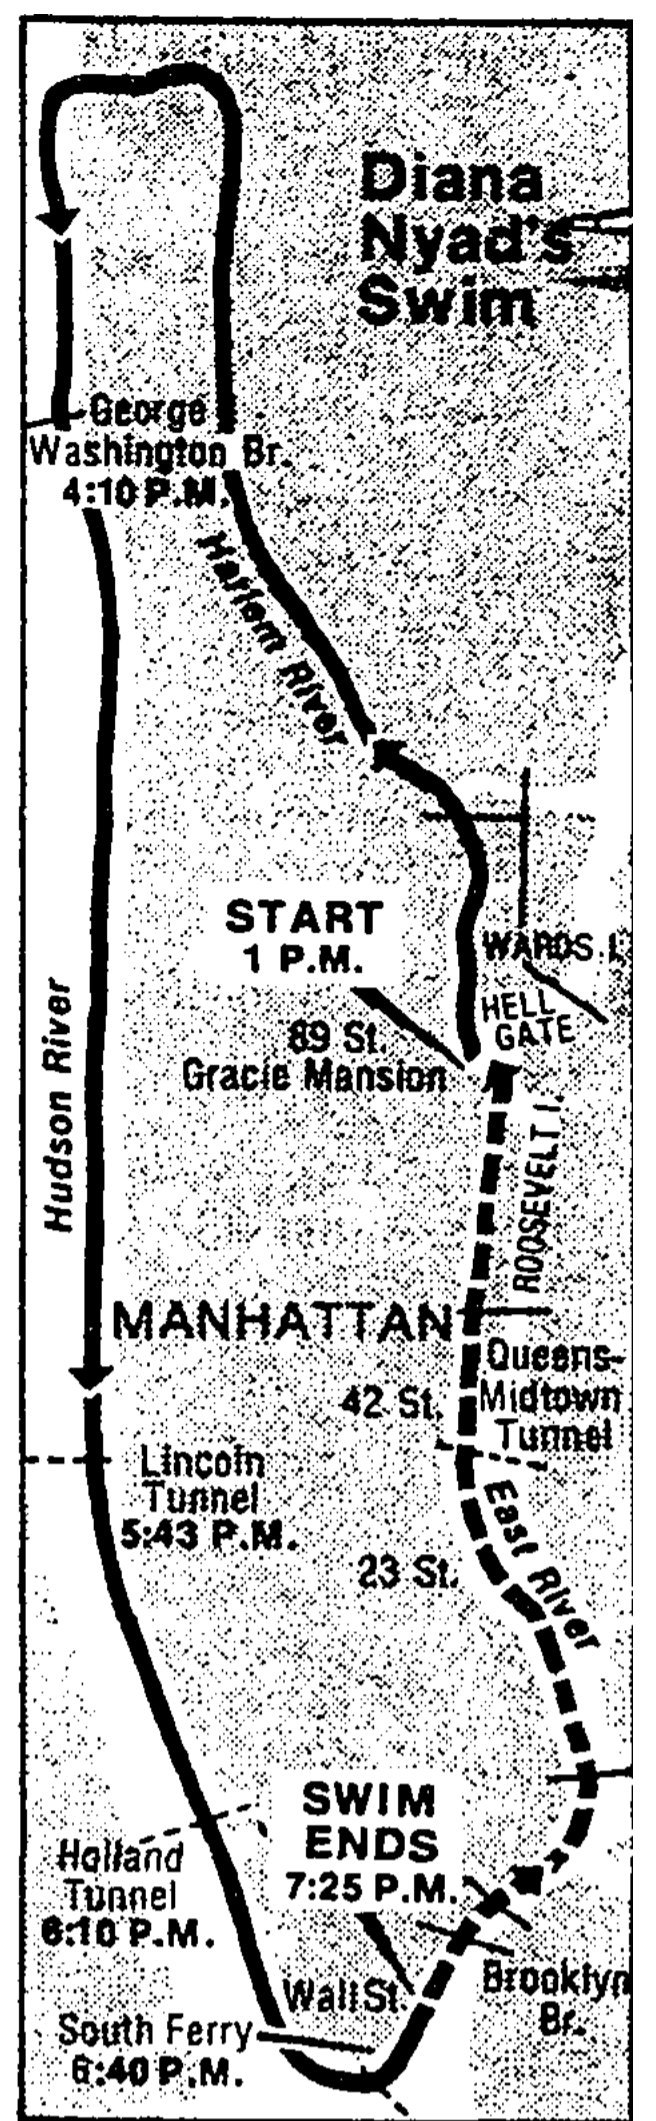 Diana
Nyad's
Swim
George
Washington Br.
4:10 P.M.
Harlem River
START
1 P.M.
WARDS I.
HELL
GATE
89 St.
Gracie Mansion
ROOSEVELT I.
Hudson River
MANHATTAN
Queens-
Midtown
Tunnel
42 St.
Lincoln
Tunnel
5:43 P.M.
East River
23 St.
SWIM
ENDS
7:25 P.M.
Holland
Tunnel
6:10 P.M.
Brooklyn
Br.
Wall St.
South Ferry
6:40 P.M.